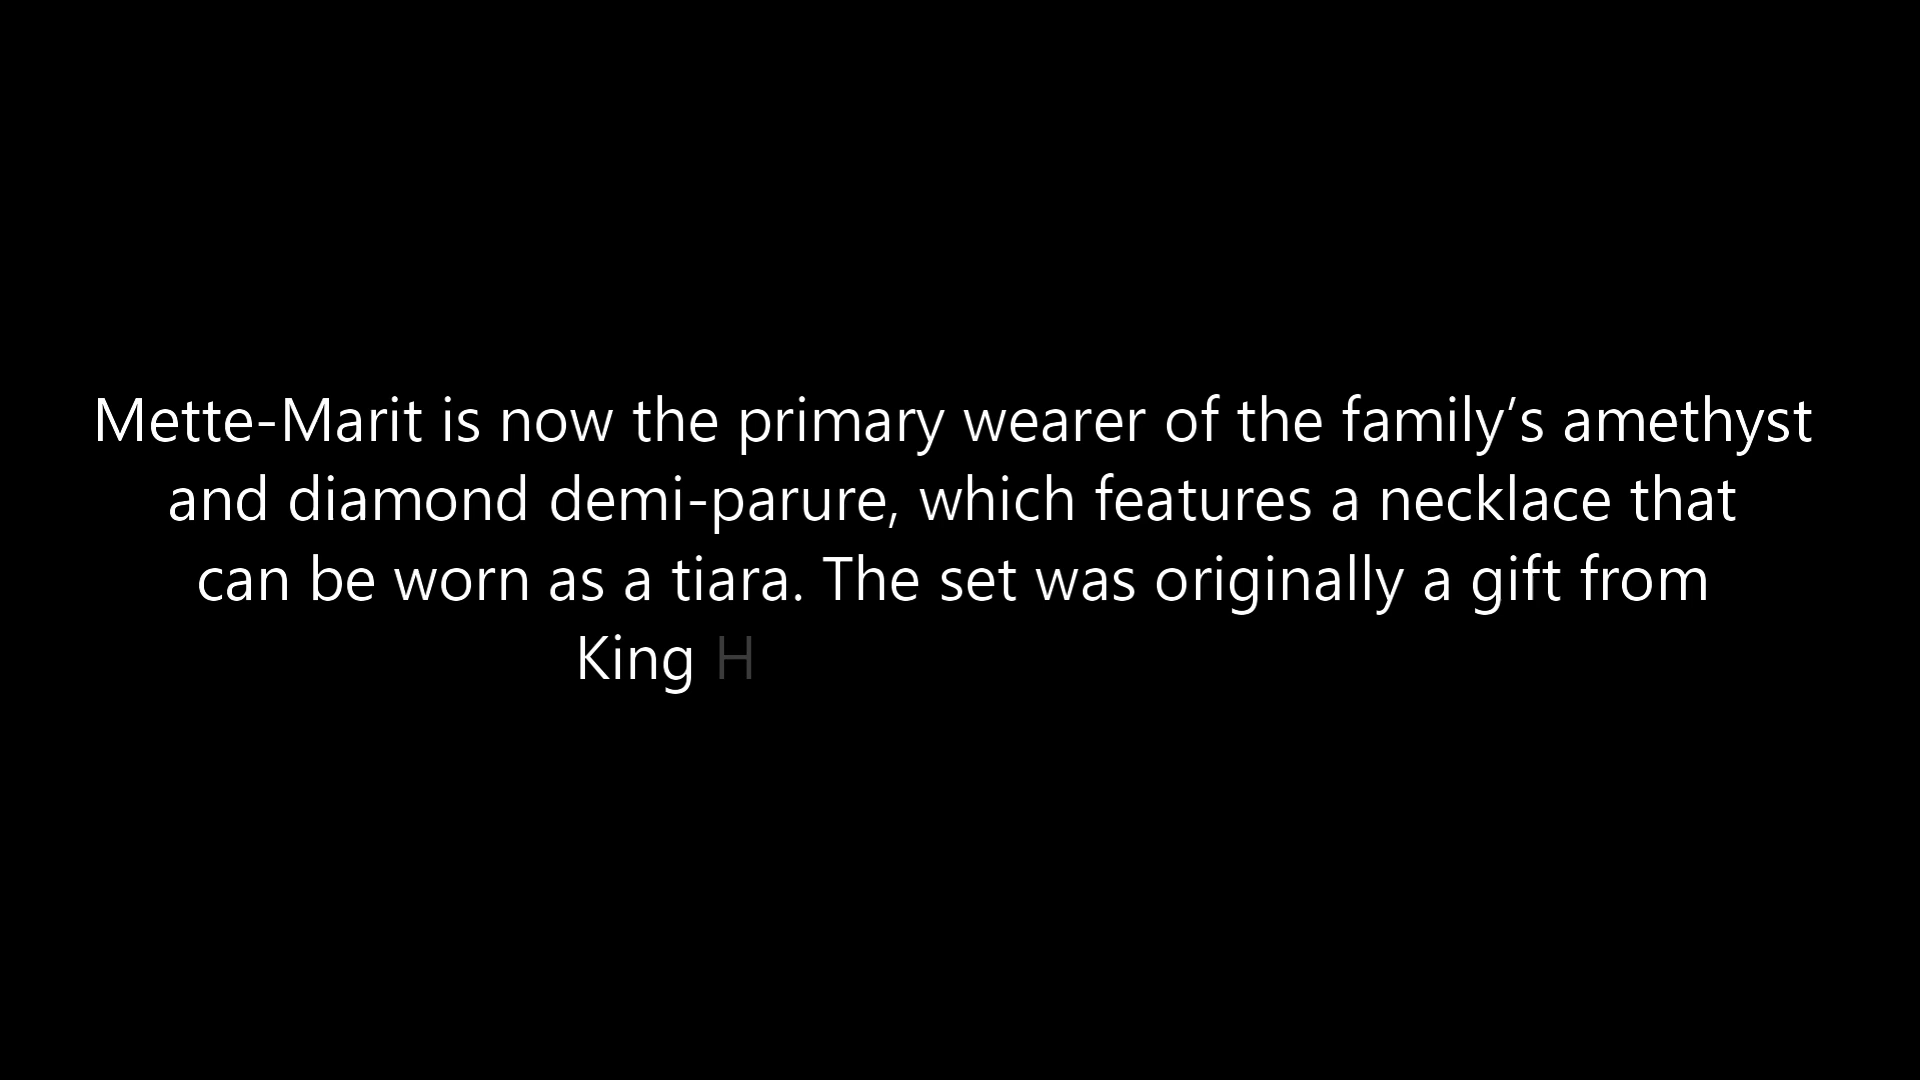 Mette-Marit is now the primary wearer of the family’s amethyst
and diamond demi-parure, which features a necklace that
can be worn as a tiara. The set was originally a gift from
King H